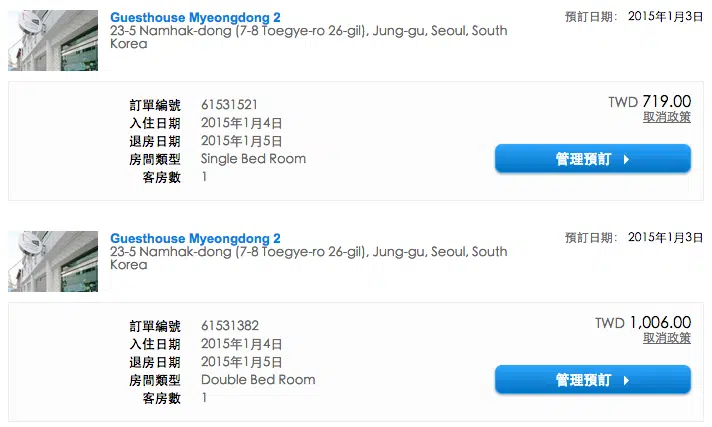 Guesthouse Myeongdong 2
預訂日期： 2015年1月3日
23-5 Namhak-dong (7-8 Toegye-ro 26-gil), Jung-gu, Seoul, South
Korea
訂單編號 61531521
TWD 719.00
入住日期 2015年1月4日
取消政策
退房日期 2015年1月5日
房間類型 Single Bed Room
管理預訂
客房數 1
Guesthouse Myeongdong 2
預訂日期： 2015年1月3日
23-5 Namhak-dong (7-8 Toegye-ro 26-gil), Jung-gu, Seoul, South
Korea
訂單編號 61531382
TWD 1,006.00
入住日期 2015年1月4日
取消政策
退房日期 2015年1月5日
房間類型 Double Bed Room
管理預訂
客房數 1